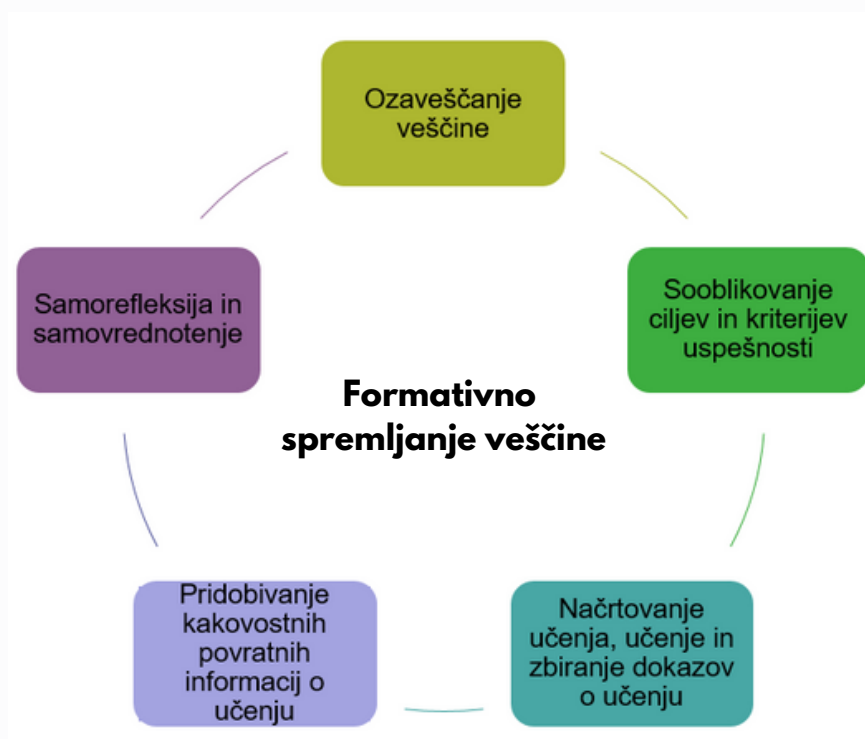 Ozaveščanje
veščine
Sooblikovanje
ciljev in kriterijev
uspešnosti
Načrtovanje
učenja, učenje in
zbiranje dokazov
o učenju
Pridobivanje
kakovostnih
povratnih
informacij o
učenju
Samorefleksija in
samovrednotenje
Formativno
spremljanje veščine